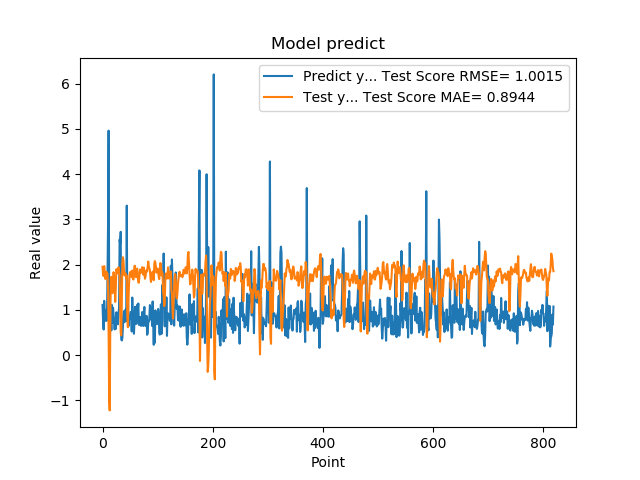 Model predict
Predict y... Test Score RMSE= 1.0015
Test y... Test Score MAE= 0.8944
6
5
4
3
2
1
0
−1
Real value
0 200 400 600 800
Point